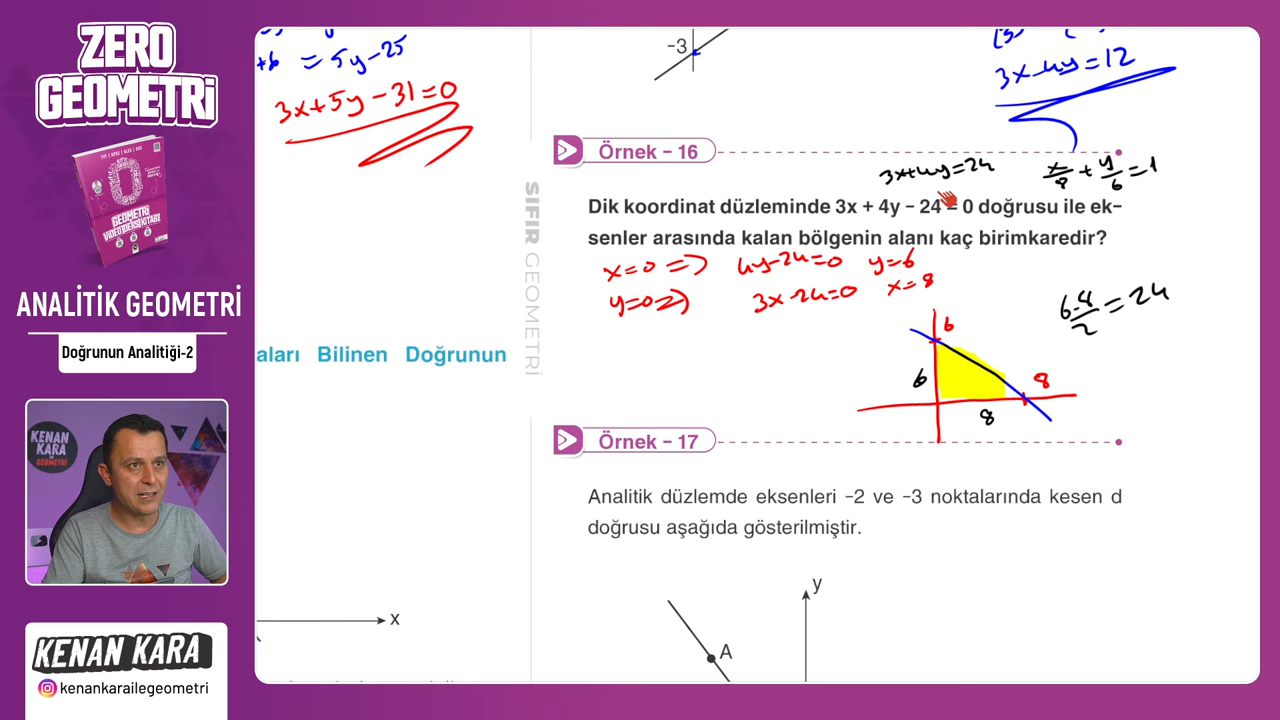 ZERO
GEOMETRİ
GEOMETRİ
VİDEO DERS KİTABI
ANALİTİK GEOMETRİ
Doğrunun Analitiği-2
KENAN
KARA
GEOMETRİ
KENAN KARA
kenankarailegeometri
+6 = 5y-25
3x+5y-31=0
aları Bilinen Doğrunun
x
SIFIR GEOMETRİ
-3
3x-4y=12
Örnek - 16
3x+4y=24
x/8 + y/6 = 1
Dik koordinat düzleminde 3x + 4y - 24 = 0 doğrusu ile ek-
senler arasında kalan bölgenin alanı kaç birimkaredir?
x=0 => 4y-24=0 y=6
y=0 => 3x-24=0 x=8
6.8/2 = 24
6
6
8
8
Örnek - 17
Analitik düzlemde eksenleri -2 ve -3 noktalarında kesen d
doğrusu aşağıda gösterilmiştir.
y
A